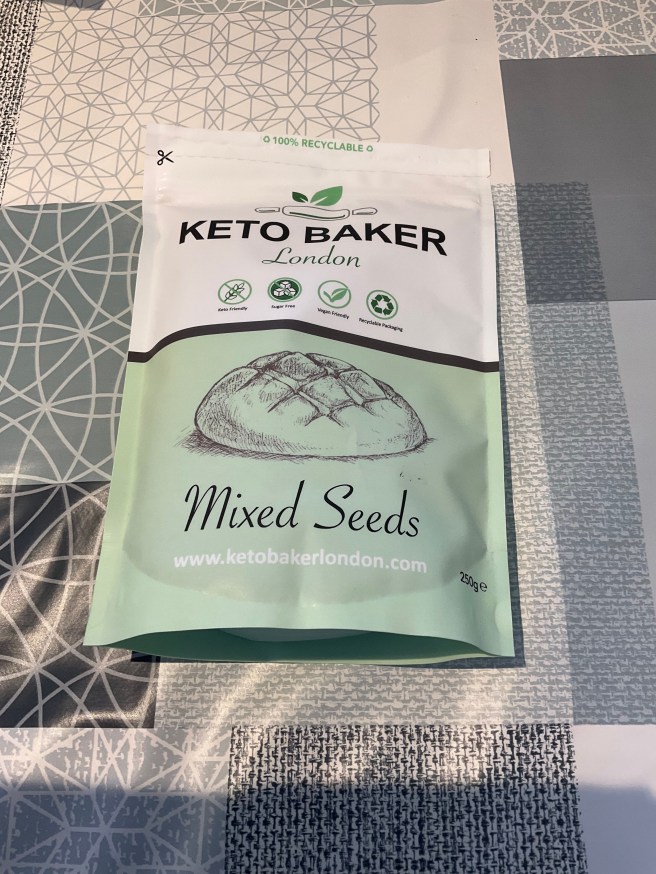 100% RECYCLABLE
KETO BAKER
London
Keto Friendly
Sugar Free
Vegan Friendly
Recyclable Packaging
Mixed Seeds
www.ketobakerlondon.com
250g ℮